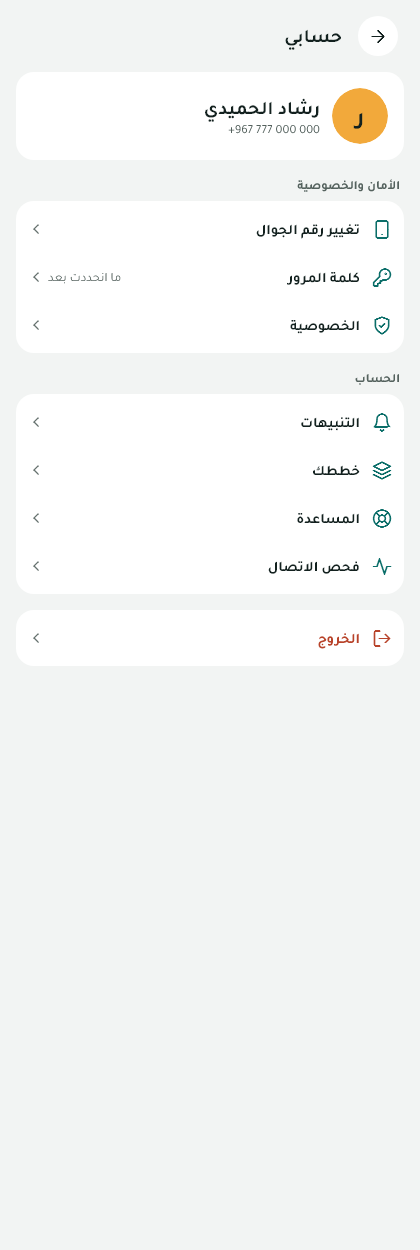 حسابي
ر
رشاد الحميدي
+967 777 000 000
الأمان والخصوصية
تغيير رقم الجوال
كلمة المرور
ما انحددت بعد
الخصوصية
الحساب
التنبيهات
خططك
المساعدة
فحص الاتصال
الخروج